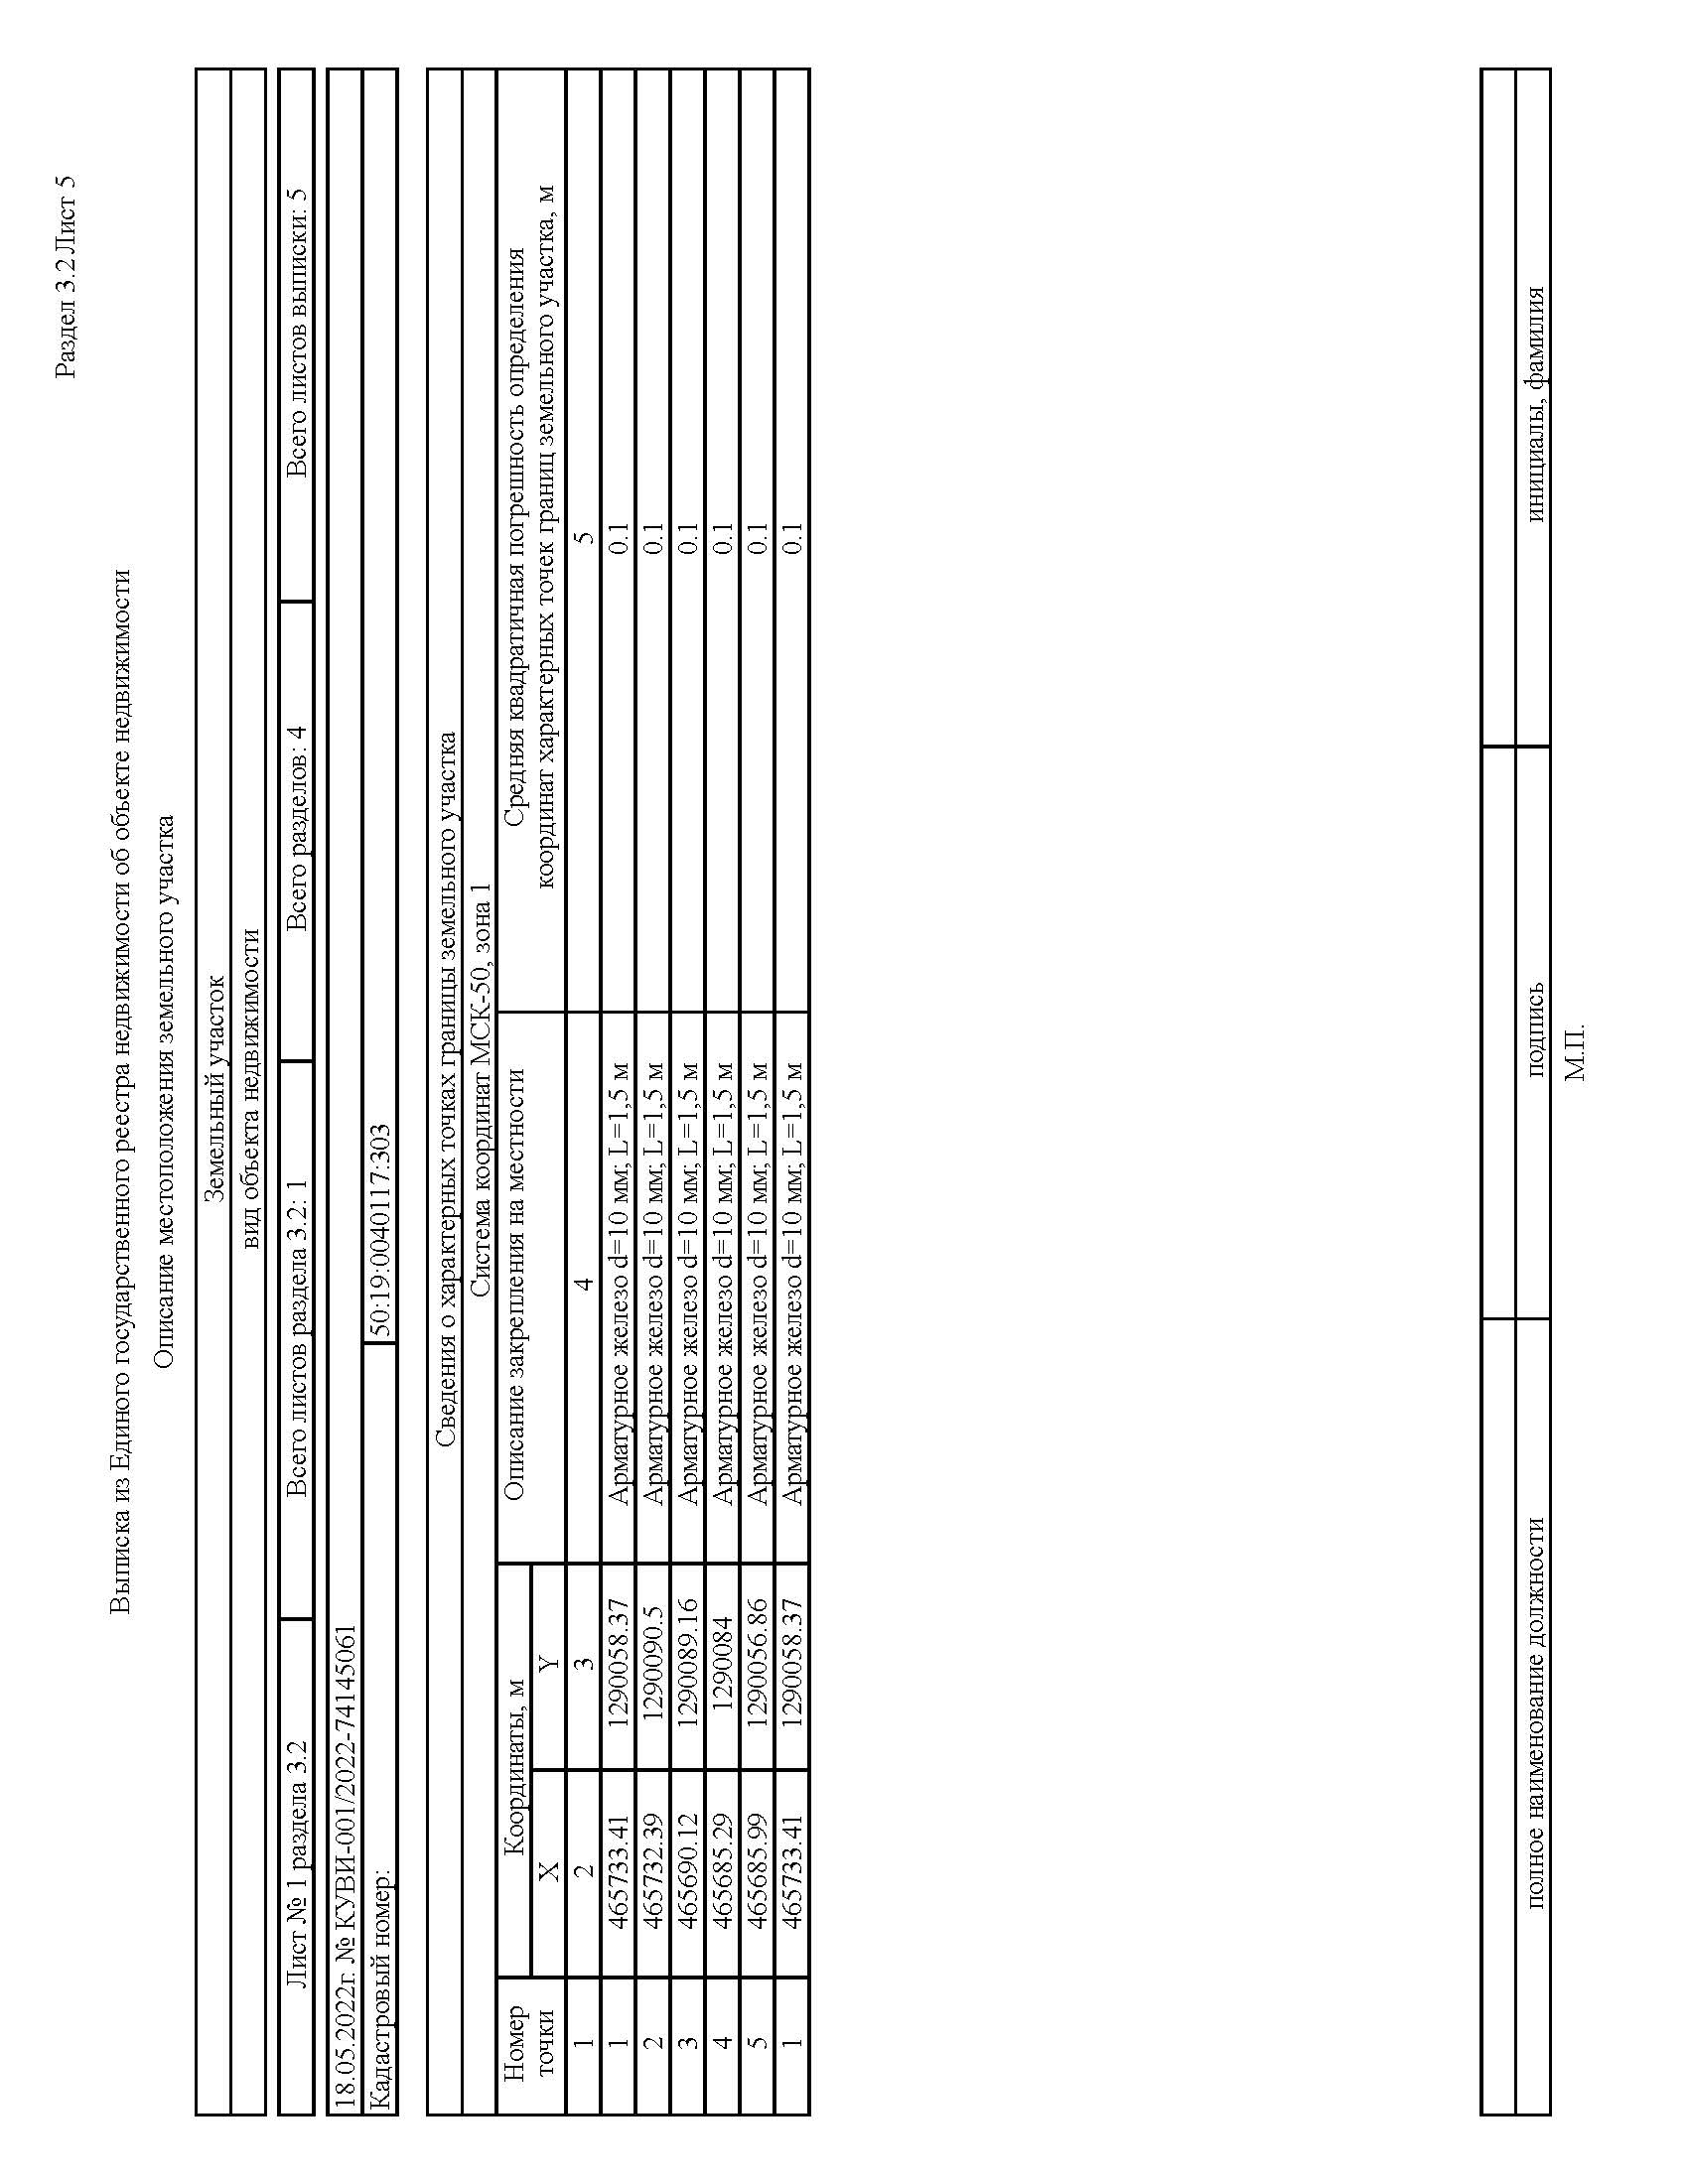 Раздел 3.2 Лист 5
Выписка из Единого государственного реестра недвижимости об объекте недвижимости
Описание местоположения земельного участка
Земельный участок
вид объекта недвижимости
Лист № 1 раздела 3.2 Всего листов раздела 3.2: 1 Всего разделов: 4 Всего листов выписки: 5
18.05.2022г. № КУВИ-001/2022-74145061
Кадастровый номер: 50:19:0040117:303
Сведения о характерных точках границы земельного участка
Система координат МСК-50, зона 1
Номер точки Координаты, м Описание закрепления на местности Средняя квадратичная погрешность определения
координат характерных точек границ земельного участка, м
X Y
1 2 3 4 5
1 465733.41 1290058.37 Арматурное железо d=10 мм; L=1,5 м 0.1
2 465732.39 1290090.5 Арматурное железо d=10 мм; L=1,5 м 0.1
3 465690.12 1290089.16 Арматурное железо d=10 мм; L=1,5 м 0.1
4 465685.29 1290084 Арматурное железо d=10 мм; L=1,5 м 0.1
5 465685.99 1290056.86 Арматурное железо d=10 мм; L=1,5 м 0.1
1 465733.41 1290058.37 Арматурное железо d=10 мм; L=1,5 м 0.1
полное наименование должности подпись инициалы, фамилия
М.П.